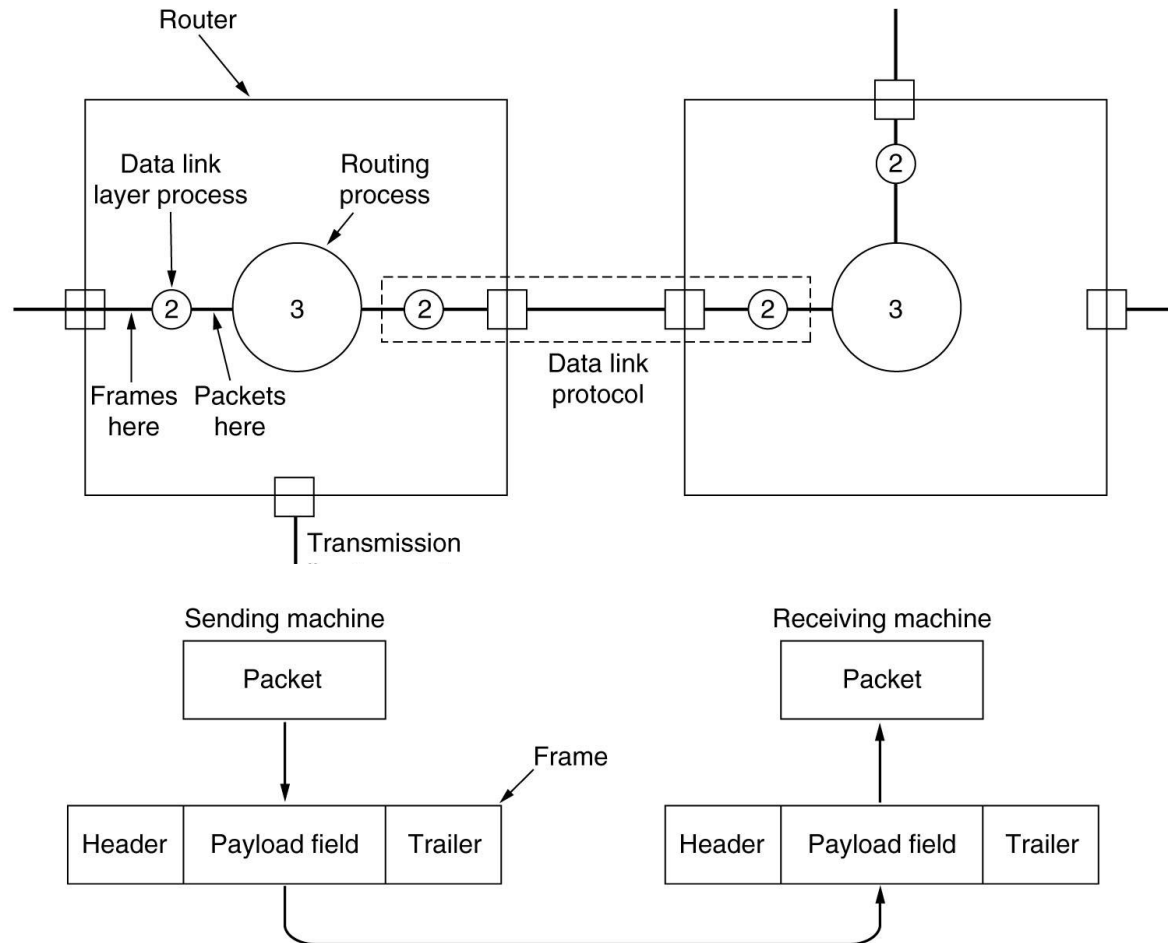 Router
Data link
layer process
Routing
process
2
2
3
2
2
3
Frames
here
Packets
here
Data link
protocol
Transmission
Sending machine
Receiving machine
Packet
Packet
Frame
Header
Payload field
Trailer
Header
Payload field
Trailer